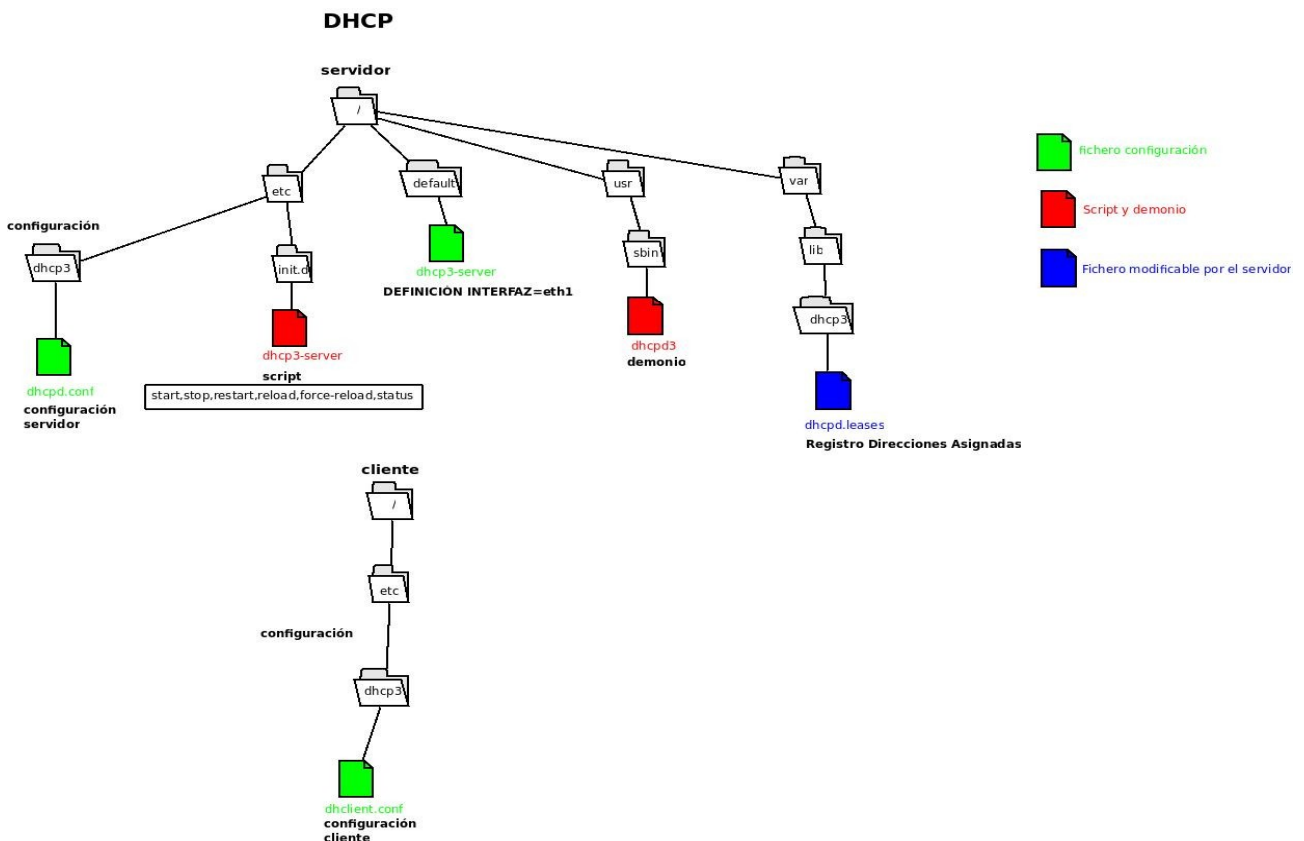 DHCP
servidor
/
etc
default
usr
var
fichero configuración
Script y demonio
Fichero modificable por el servidor
configuración
dhcp3
init.d
dhcp3-server
DEFINICIÓN INTERFAZ=eth1
sbin
lib
dhcpd.conf
configuración
servidor
dhcp3-server
script
start,stop,restart,reload,force-reload,status
dhcpd3
demonio
dhcp3
dhcpd.leases
Registro Direcciones Asignadas
cliente
/
etc
configuración
dhcp3
dhclient.conf
configuración
cliente